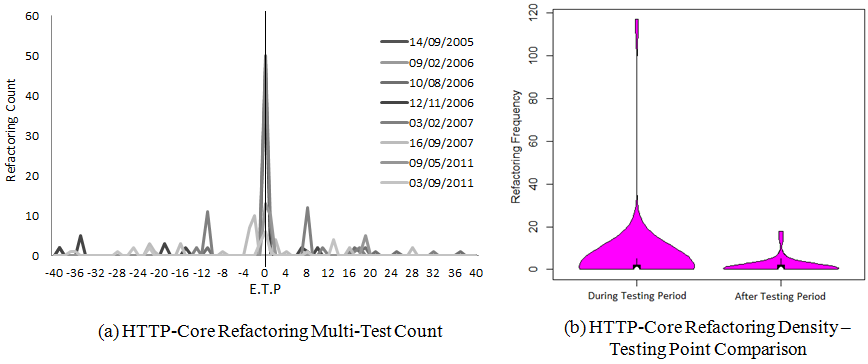 60
50
40
30
20
10
0
Refactoring Count
14/09/2005
09/02/2006
10/08/2006
12/11/2006
03/02/2007
16/09/2007
09/05/2011
03/09/2011
-40 -36 -32 -28 -24 -20 -16 -12 -8 -4 0 4 8 12 16 20 24 28 32 36 40
E.T.P
(a) HTTP-Core Refactoring Multi-Test Count
120
100
80
60
40
20
0
Refactoring Frequency
During Testing Period After Testing Period
(b) HTTP-Core Refactoring Density –
Testing Point Comparison